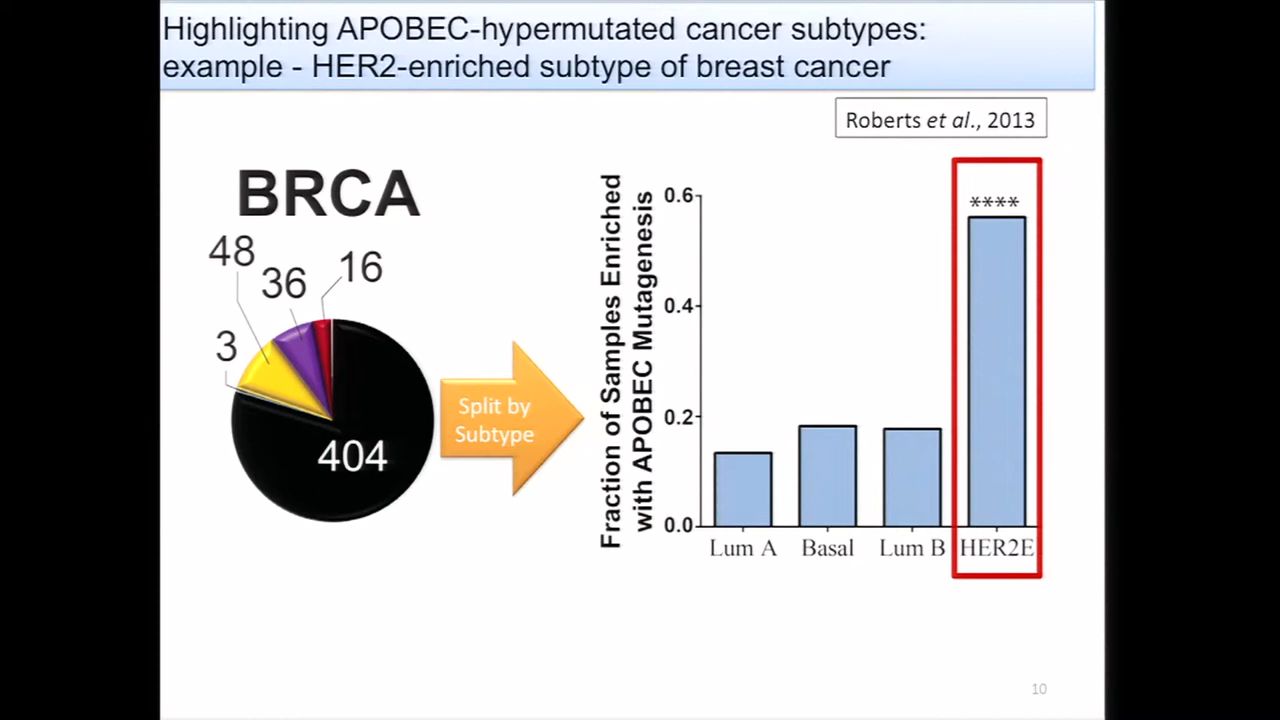 Highlighting APOBEC-hypermutated cancer subtypes:
example - HER2-enriched subtype of breast cancer
Roberts et al., 2013
BRCA
48
36
16
3
404
Split by
Subtype
Fraction of Samples Enriched
with APOBEC Mutagenesis
0.6
0.4
0.2
0.0
****
Lum A
Basal
Lum B
HER2E
10